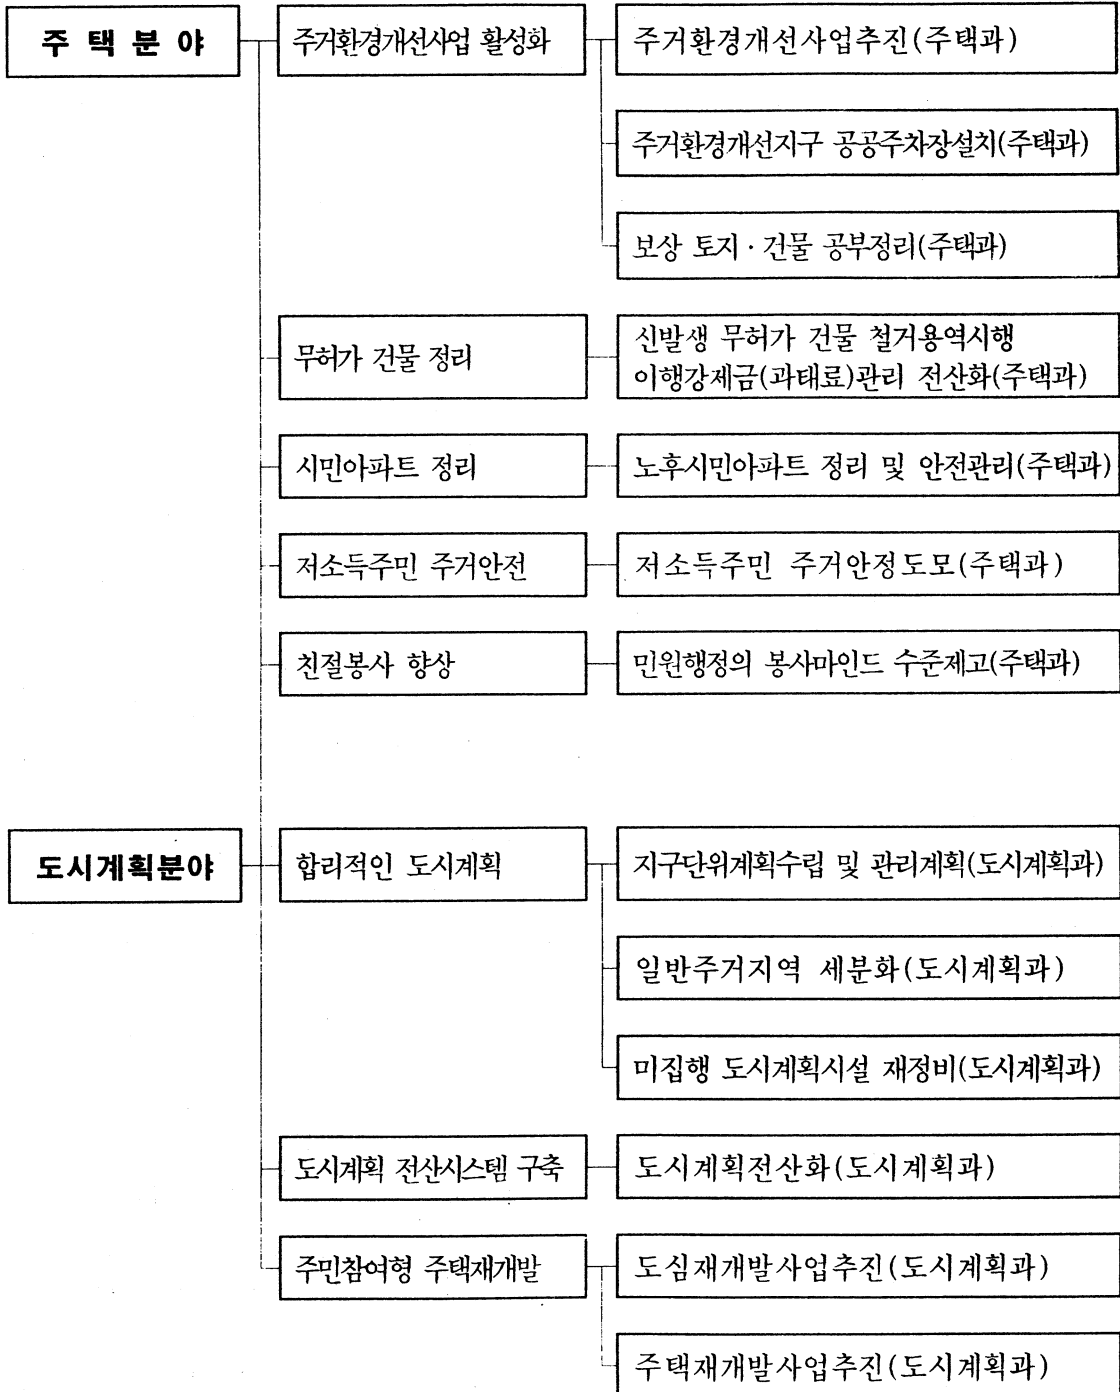 주 택 분 야
주거환경개선사업 활성화
주거환경개선사업추진(주택과)
주거환경개선지구 공공주차장설치(주택과)
보상 토지·건물 공부정리(주택과)
무허가 건물 정리
신발생 무허가 건물 철거용역시행
이행강제금(과태료)관리 전산화(주택과)
시민아파트 정리
노후시민아파트 정리 및 안전관리(주택과)
저소득주민 주거안전
저소득주민 주거안정도모(주택과)
친절봉사 향상
민원행정의 봉사마인드 수준제고(주택과)
도시계획분야
합리적인 도시계획
지구단위계획수립 및 관리계획(도시계획과)
일반주거지역 세분화(도시계획과)
미집행 도시계획시설 재정비(도시계획과)
도시계획 전산시스템 구축
도시계획전산화(도시계획과)
주민참여형 주택재개발
도심재개발사업추진(도시계획과)
주택재개발사업추진(도시계획과)